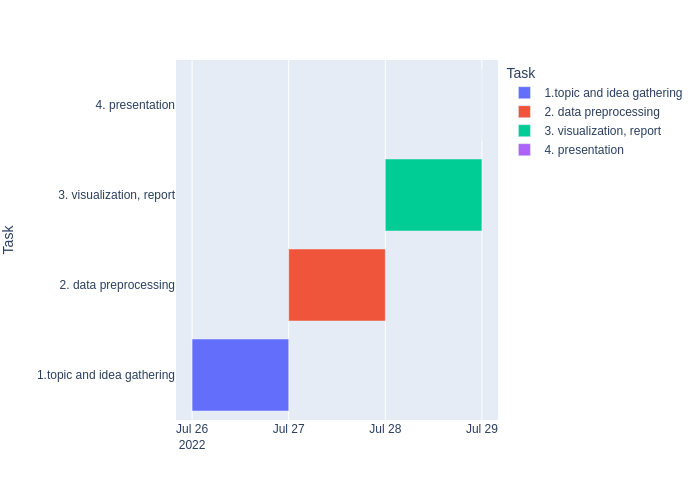 Task
4. presentation
3. visualization, report
2. data preprocessing
1.topic and idea gathering
Jul 26
2022
Jul 27
Jul 28
Jul 29
Task
1.topic and idea gathering
2. data preprocessing
3. visualization, report
4. presentation